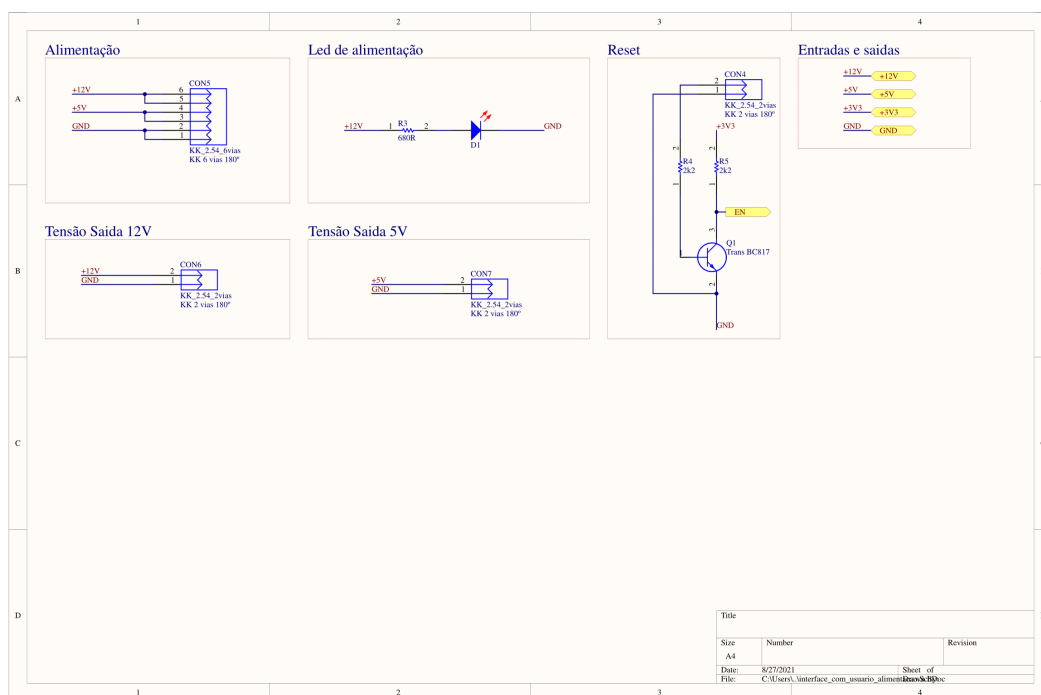 1 2 3 4
Alimentação
+12V
+5V
GND
CON5
6
5
4
3
2
1
KK_2.54_6vias
KK 6 vias 180º
Led de alimentação
+12V 1 R3 2
680R
D1
GND
Reset
CON4
2
1
KK_2.54_2vias
KK 2 vias 180º
+3V3
2 2
R4 R5
2k2 2k2
1 1
EN
3
Q1
Trans BC817
1
2
GND
Entradas e saidas
+12V +12V
+5V +5V
+3V3 +3V3
GND GND
A
Tensão Saida 12V
+12V
GND
CON6
2
1
KK_2.54_2vias
KK 2 vias 180º
Tensão Saida 5V
+5V
GND
CON7
2
1
KK_2.54_2vias
KK 2 vias 180º
B
C
D
Title
Size Number Revision
A4
Date: 8/27/2021 Sheet of
File: C:\Users\..\interface_com_usuario_aliment
1 2 3 4